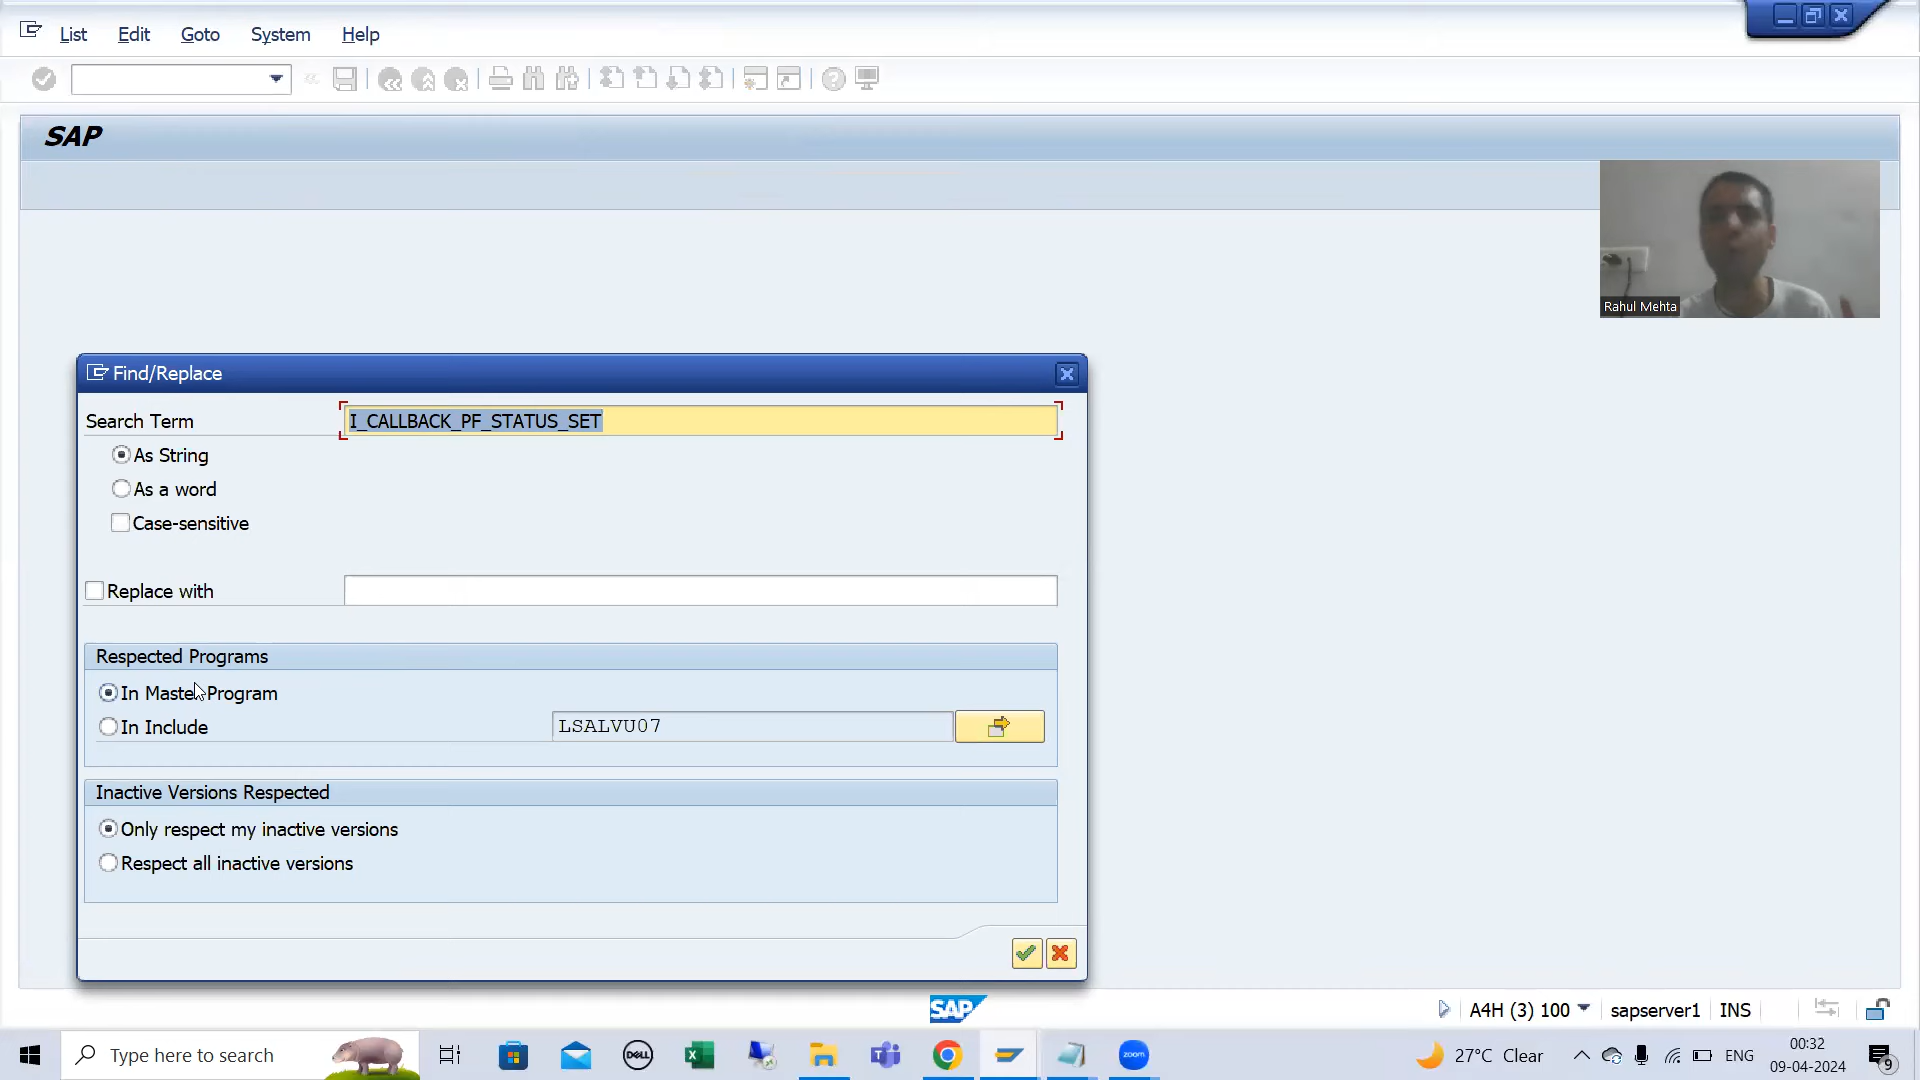 List Edit Goto System Help
SAP
Rahul Mehta
Find/Replace
Search Term I_CALLBACK_PF_STATUS_SET
As String
As a word
Case-sensitive
Replace with
Respected Programs
In Master Program
In Include LSALVU07
Inactive Versions Respected
Only respect my inactive versions
Respect all inactive versions
SAP A4H (3) 100 sapserver1 INS
Type here to search DELL zoom 27°C Clear ENG 00:32
09-04-2024 9